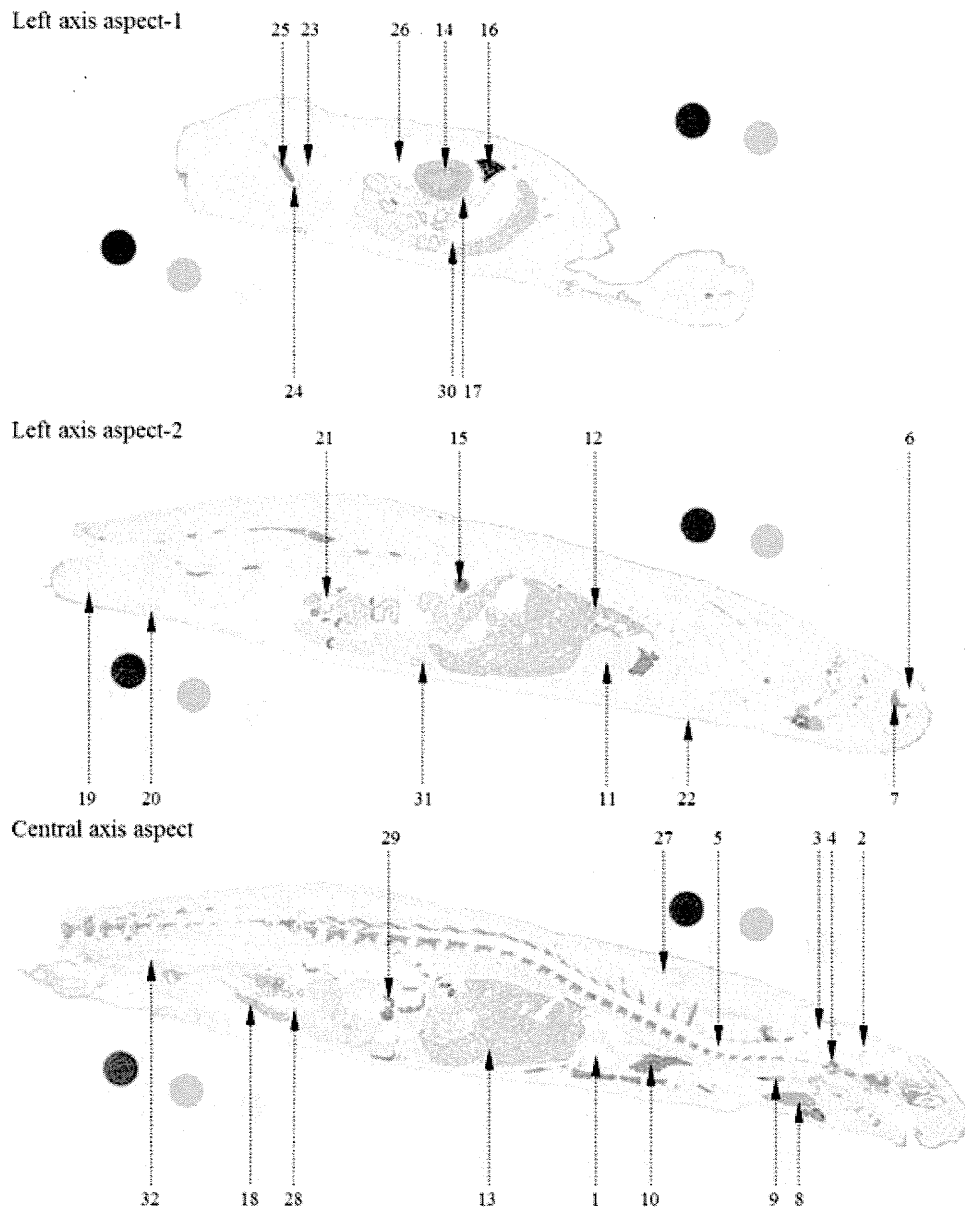 Left axis aspect-1
25 23 26 14 16
24 30 17
Left axis aspect-2
21 15 12 6
19 20 31 11 22 7
Central axis aspect
29 27 5 3 4 2
32 18 28 13 1 10 9 8